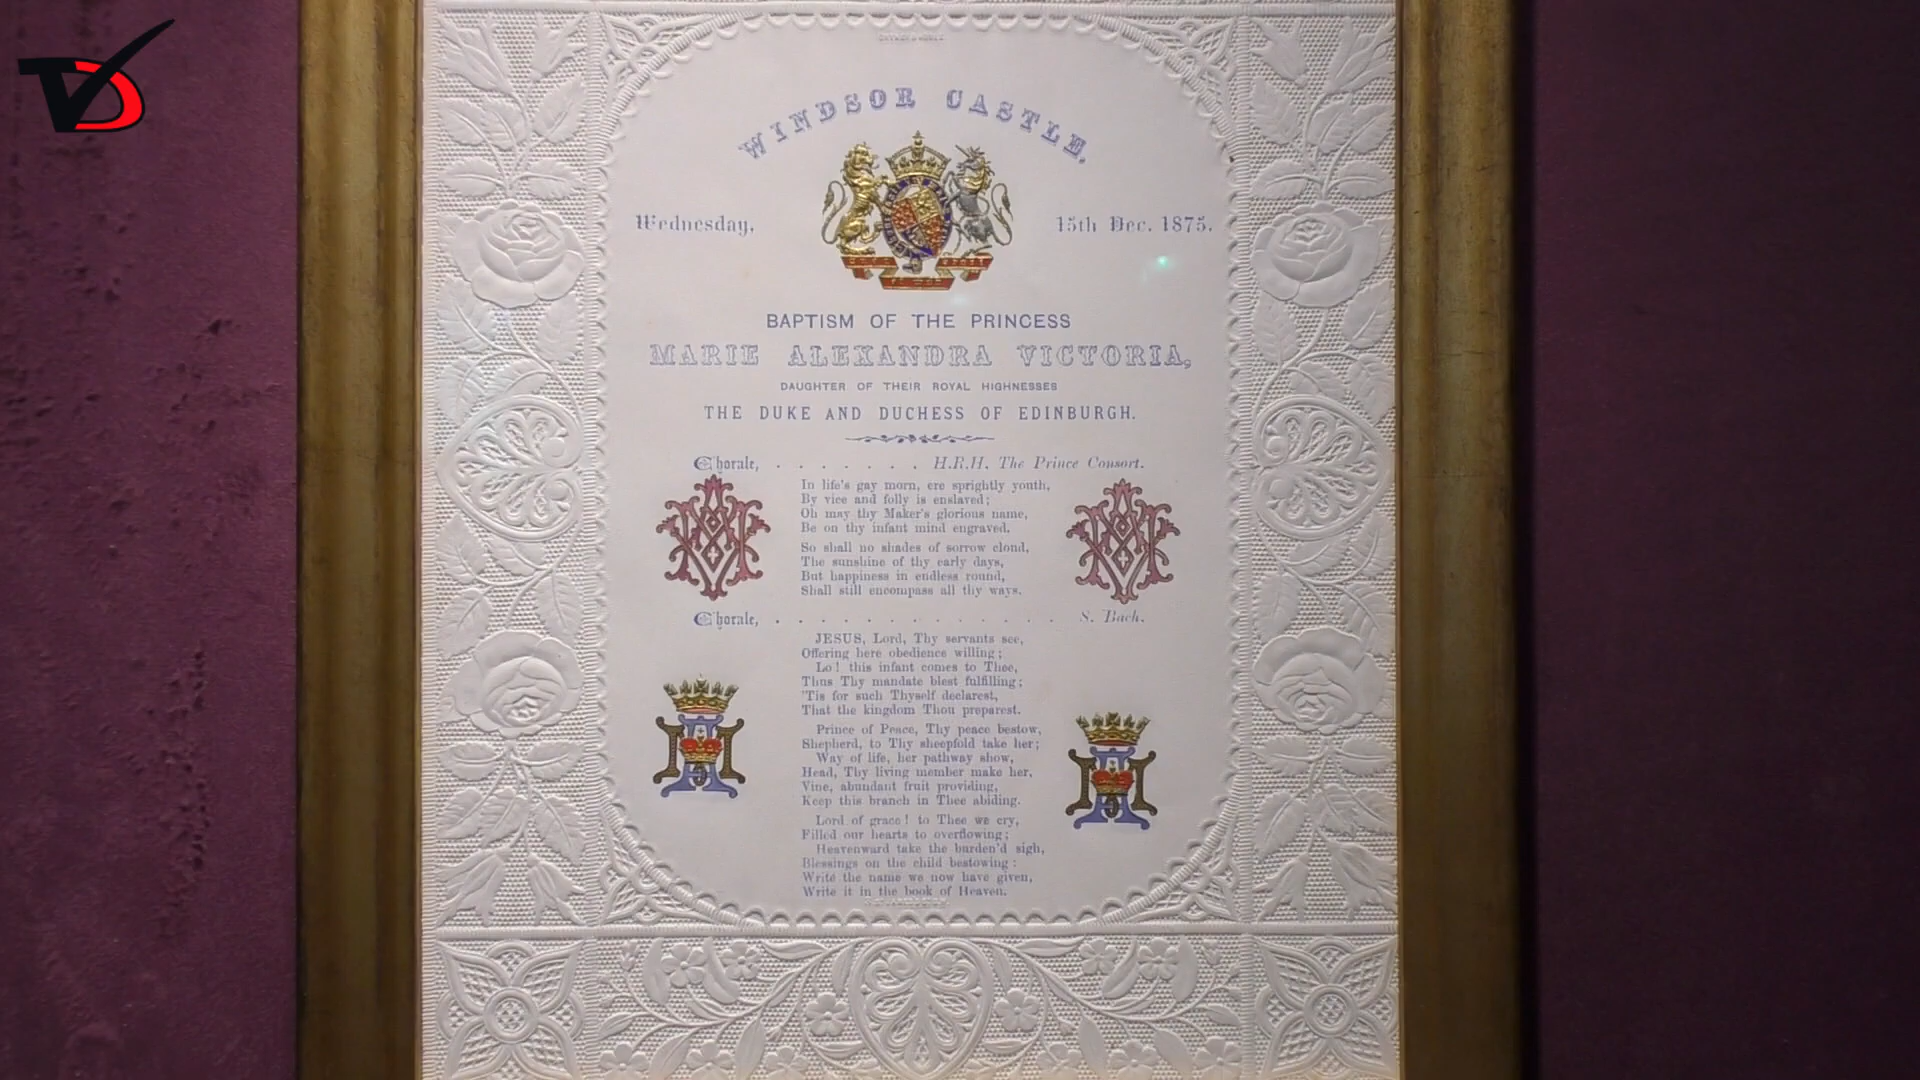 WINDSOR CASTLE,
Wednesday, 15th Dec. 1875.
BAPTISM OF THE PRINCESS
MARIE ALEXANDRA VICTORIA,
DAUGHTER OF THEIR ROYAL HIGHNESSES
THE DUKE AND DUCHESS OF EDINBURGH.
Chorale, . . . . . . . H.R.H. The Prince Consort.
In life's gay morn, ere sprightly youth,
By vice and folly is enslaved;
Oh may thy Maker's glorious name,
Be on thy infant mind engraved.
So shall no shades of sorrow cloud,
The sunshine of thy early days,
But happiness in endless round,
Shall still encompass all thy ways.
Chorale, . . . . . . . . . . . . . S. Bach.
JESUS, Lord, Thy servants see,
Offering here obedience willing;
Lo! this infant comes to Thee,
Thus Thy mandate blest fulfilling;
'Tis for such Thyself declarest,
That the kingdom Thou preparest.
Prince of Peace, Thy peace bestow,
Shepherd, to Thy sheepfold take her;
Way of life, her pathway show,
Head, Thy living member make her,
Vine, abundant fruit providing,
Keep this branch in Thee abiding.
Lord of grace! to Thee we cry,
Filled our hearts to overflowing;
Heavenward take the burden'd sigh,
Blessings on the child bestowing:
Write the name we now have given,
Write it in the book of Heaven.